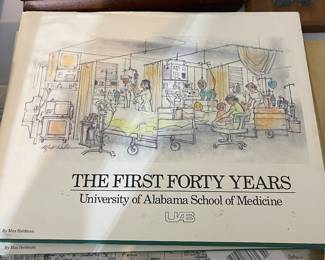 THE FIRST FORTY YEARS
University of Alabama School of Medicine
UAB
By Max Heldman
By Max Heldman